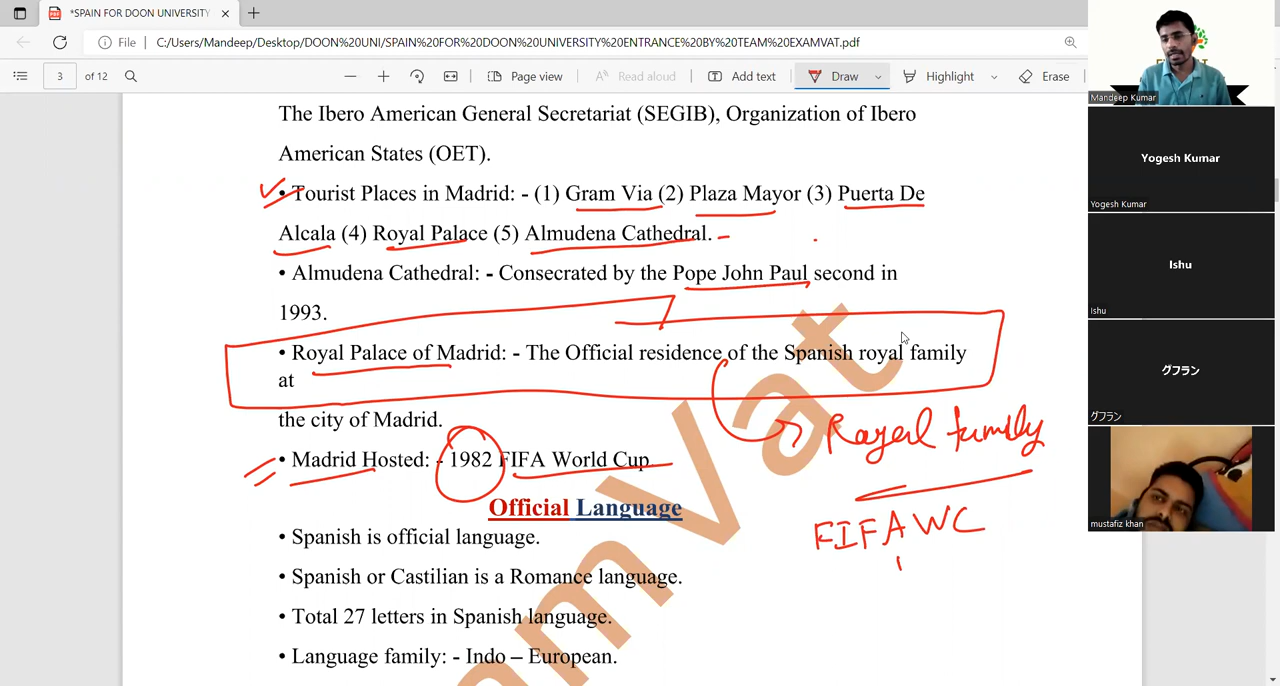 *SPAIN FOR DOON UNIVERSITY
File C:/Users/Mandeep/Desktop/DOON%20UNI/SPAIN%20FOR%20DOON%20UNIVERSITY%20ENTRANCE%20BY%20TEAM%20EXAMVAT.pdf
3 of 12 Page view Read aloud Add text Draw Highlight Erase
The Ibero American General Secretariat (SEGIB), Organization of Ibero
American States (OET).
• Tourist Places in Madrid: - (1) Gram Via (2) Plaza Mayor (3) Puerta De
Alcala (4) Royal Palace (5) Almudena Cathedral.
• Almudena Cathedral: - Consecrated by the Pope John Paul second in
1993.
• Royal Palace of Madrid: - The Official residence of the Spanish royal family
at
the city of Madrid.
Royal family
• Madrid Hosted: - 1982 FIFA World Cup.
Official Language
FIFA WC
• Spanish is official language.
• Spanish or Castilian is a Romance language.
• Total 27 letters in Spanish language.
• Language family: - Indo – European.
amvat
Mandeep Kumar
Yogesh Kumar
Yogesh Kumar
Ishu
Ishu
グフラン
グフラン
mustafiz khan